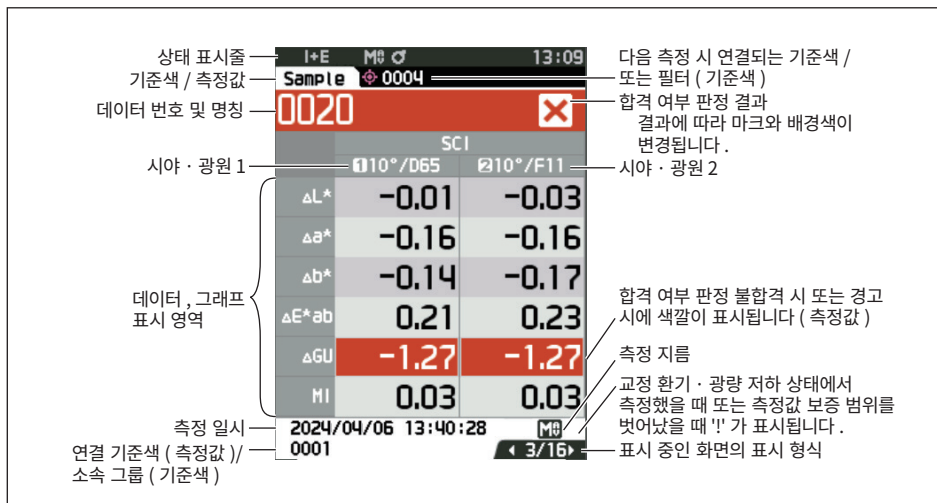 상태 표시줄
기준색 / 측정값
데이터 번호 및 명칭
시야 · 광원 1
데이터 , 그래프
표시 영역
측정 일시
연결 기준색 ( 측정값 )/
소속 그룹 ( 기준색 )
I+E 13:09
Sample 0004
0020
SCI
1 10°/D65 2 10°/F11
△L* -0.01 -0.03
△a* -0.16 -0.16
△b* -0.14 -0.17
△E*ab 0.21 0.23
△GU -1.27 -1.27
MI 0.03 0.03
2024/04/06 13:40:28
0001 3/16
다음 측정 시 연결되는 기준색 /
또는 필터 ( 기준색 )
합격 여부 판정 결과
결과에 따라 마크와 배경색이
변경됩니다 .
시야 · 광원 2
합격 여부 판정 불합격 시 또는 경고
시에 색깔이 표시됩니다 ( 측정값 )
측정 지름
교정 환기 · 광량 저하 상태에서
측정했을 때 또는 측정값 보증 범위를
벗어났을 때 '!' 가 표시됩니다 .
표시 중인 화면의 표시 형식